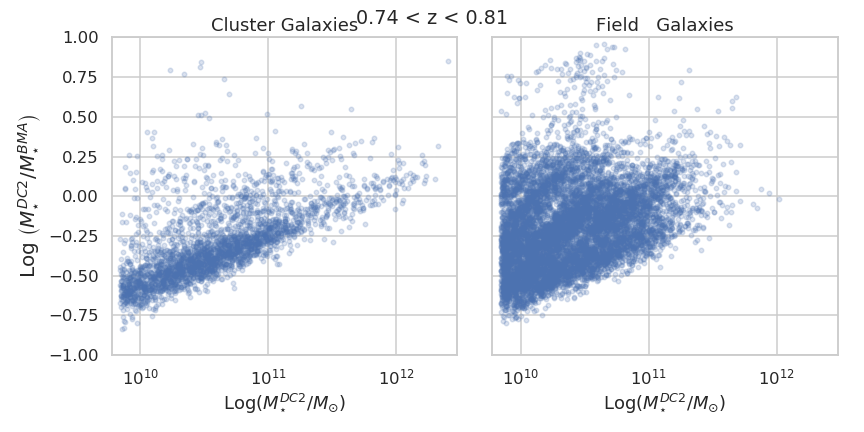 0.74 < z < 0.81
Cluster Galaxies
Field Galaxies
Log (M⋆^DC2/M⋆^BMA)
1.00
0.75
0.50
0.25
0.00
−0.25
−0.50
−0.75
−1.00
10^10 10^11 10^12
10^10 10^11 10^12
Log(M⋆^DC2/M⊙)
Log(M⋆^DC2/M⊙)